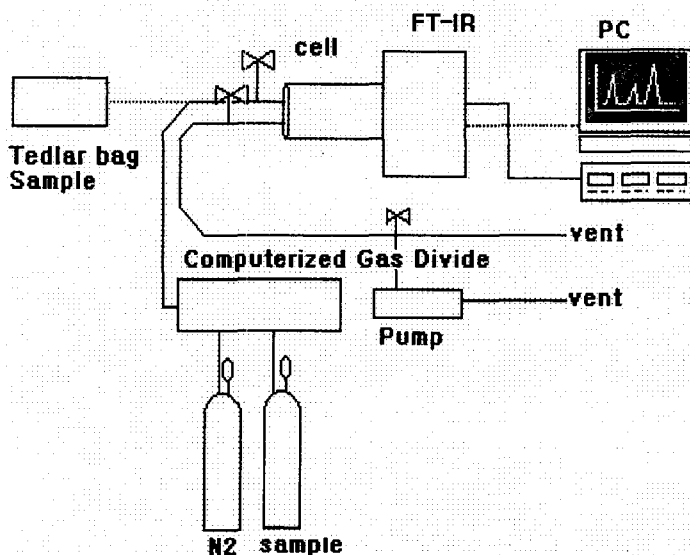 FT-IR
PC
cell
Tedlar bag
Sample
vent
Computerized Gas Divide
vent
Pump
N2
sample